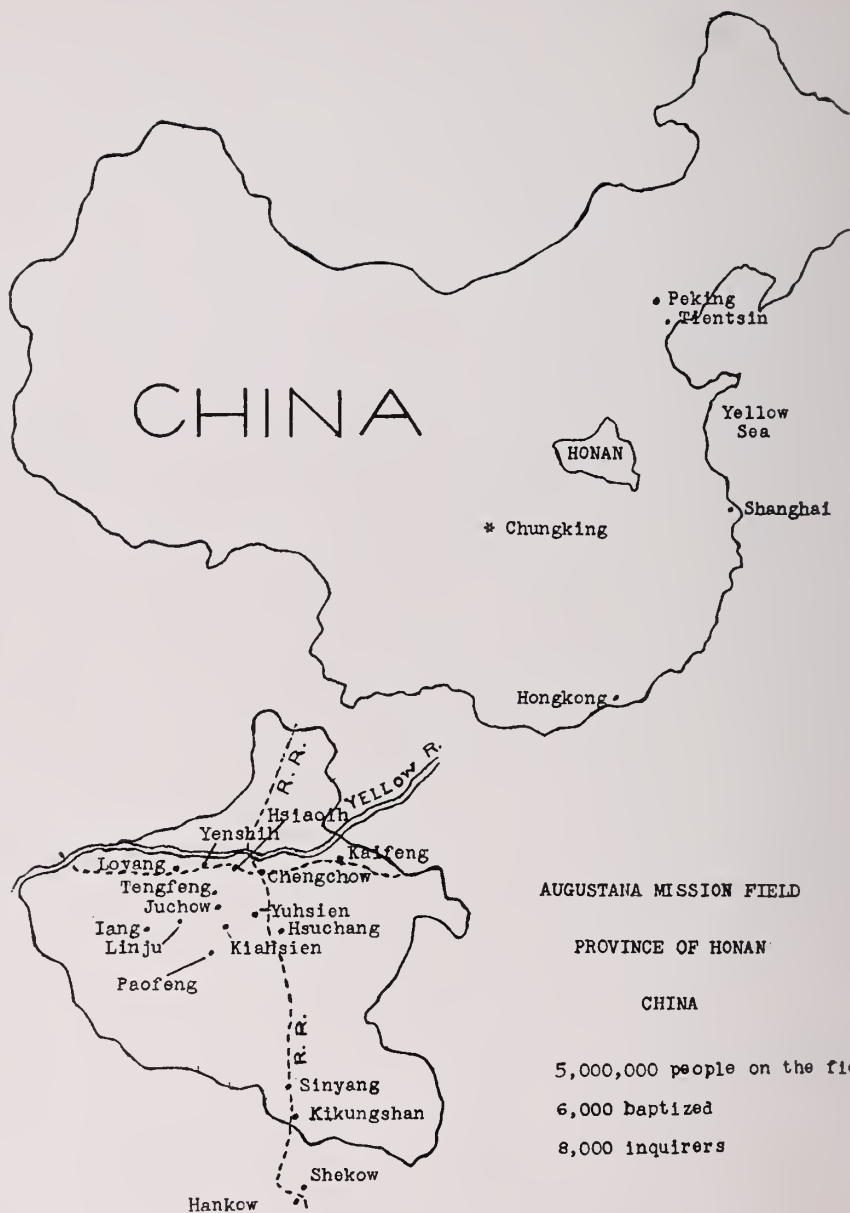 Peking
Tientsin
CHINA
Yellow
Sea
HONAN
Shanghai
* Chungking
Hongkong
R. R.
YELLOW R.
Hsiaoih
Yenshih
Kaifeng
Loyang
Chengchow
Tengfeng
Juchow
Yuhsien
Iang
Hsuchang
Linju
KiaHsien
Paofeng
R. R.
Sinyang
Kikungshan
Shekow
Hankow
AUGUSTANA MISSION FIELD
PROVINCE OF HONAN
CHINA
5,000,000 people on the
6,000 baptized
8,000 inquirers